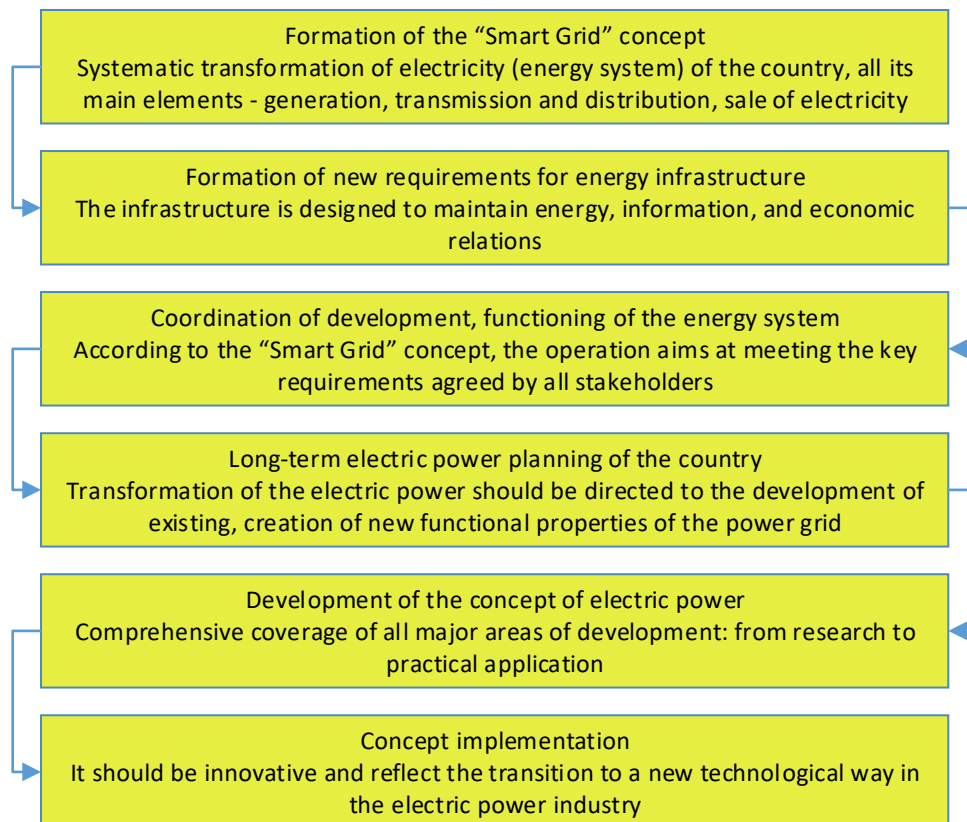 Formation of the “Smart Grid” concept
Systematic transformation of electricity (energy system) of the country, all its
main elements - generation, transmission and distribution, sale of electricity
Formation of new requirements for energy infrastructure
The infrastructure is designed to maintain energy, information, and economic
relations
Coordination of development, functioning of the energy system
According to the “Smart Grid” concept, the operation aims at meeting the key
requirements agreed by all stakeholders
Long-term electric power planning of the country
Transformation of the electric power should be directed to the development of
existing, creation of new functional properties of the power grid
Development of the concept of electric power
Comprehensive coverage of all major areas of development: from research to
practical application
Concept implementation
It should be innovative and reflect the transition to a new technological way in
the electric power industry